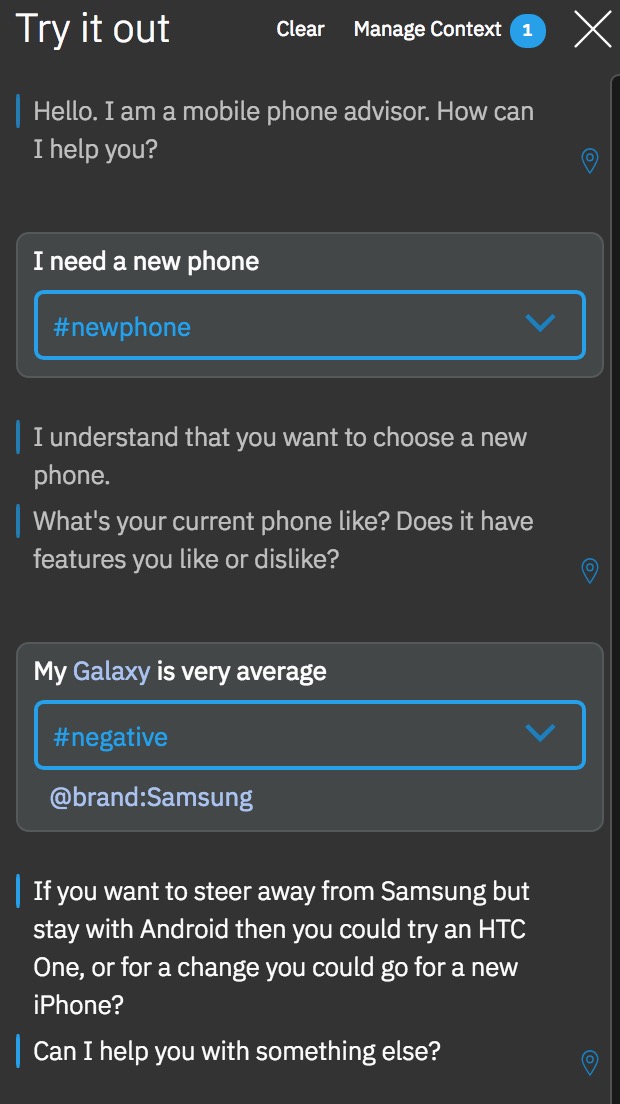 Try it out
Clear
Manage Context
1
Hello. I am a mobile phone advisor. How can
I help you?
I need a new phone
#newphone
I understand that you want to choose a new
phone.
What's your current phone like? Does it have
features you like or dislike?
My Galaxy is very average
#negative
@brand:Samsung
If you want to steer away from Samsung but
stay with Android then you could try an HTC
One, or for a change you could go for a new
iPhone?
Can I help you with something else?